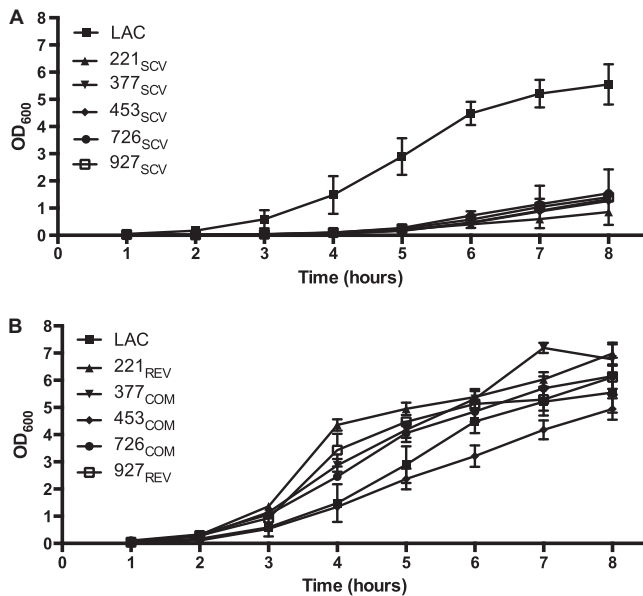 A
8
7
6
5
4
3
2
1
0
OD600
LAC
221SCV
377SCV
453SCV
726SCV
927SCV
0 1 2 3 4 5 6 7 8
Time (hours)
B
8
7
6
5
4
3
2
1
0
OD600
LAC
221REV
377COM
453COM
726COM
927REV
0 1 2 3 4 5 6 7 8
Time (hours)